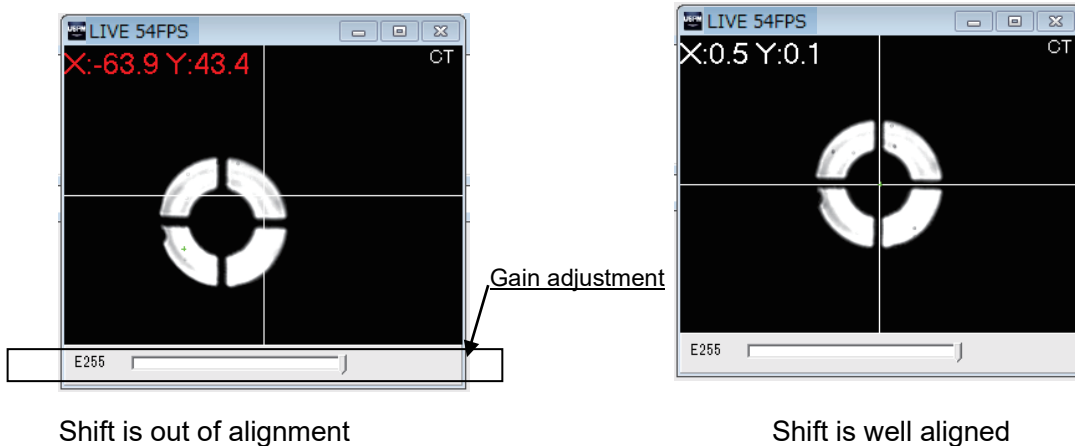 LIVE 54FPS
X:-63.9 Y:43.4
CT
E255
Gain adjustment
Shift is out of alignment
LIVE 54FPS
X:0.5 Y:0.1
CT
E255
Shift is well aligned